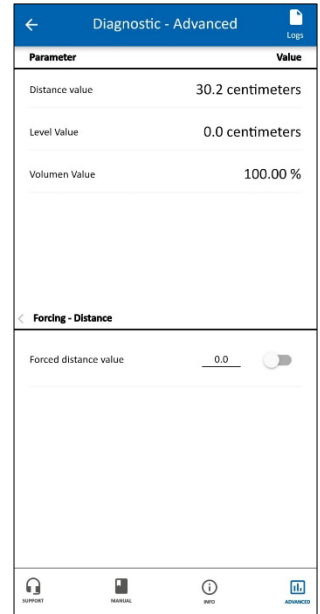 Diagnostic - Advanced
Logs
Parameter Value
Distance value 30.2 centimeters
Level Value 0.0 centimeters
Volumen Value 100.00 %
Forcing - Distance
Forced distance value 0.0
SUPPORT MANUAL INFO ADVANCED